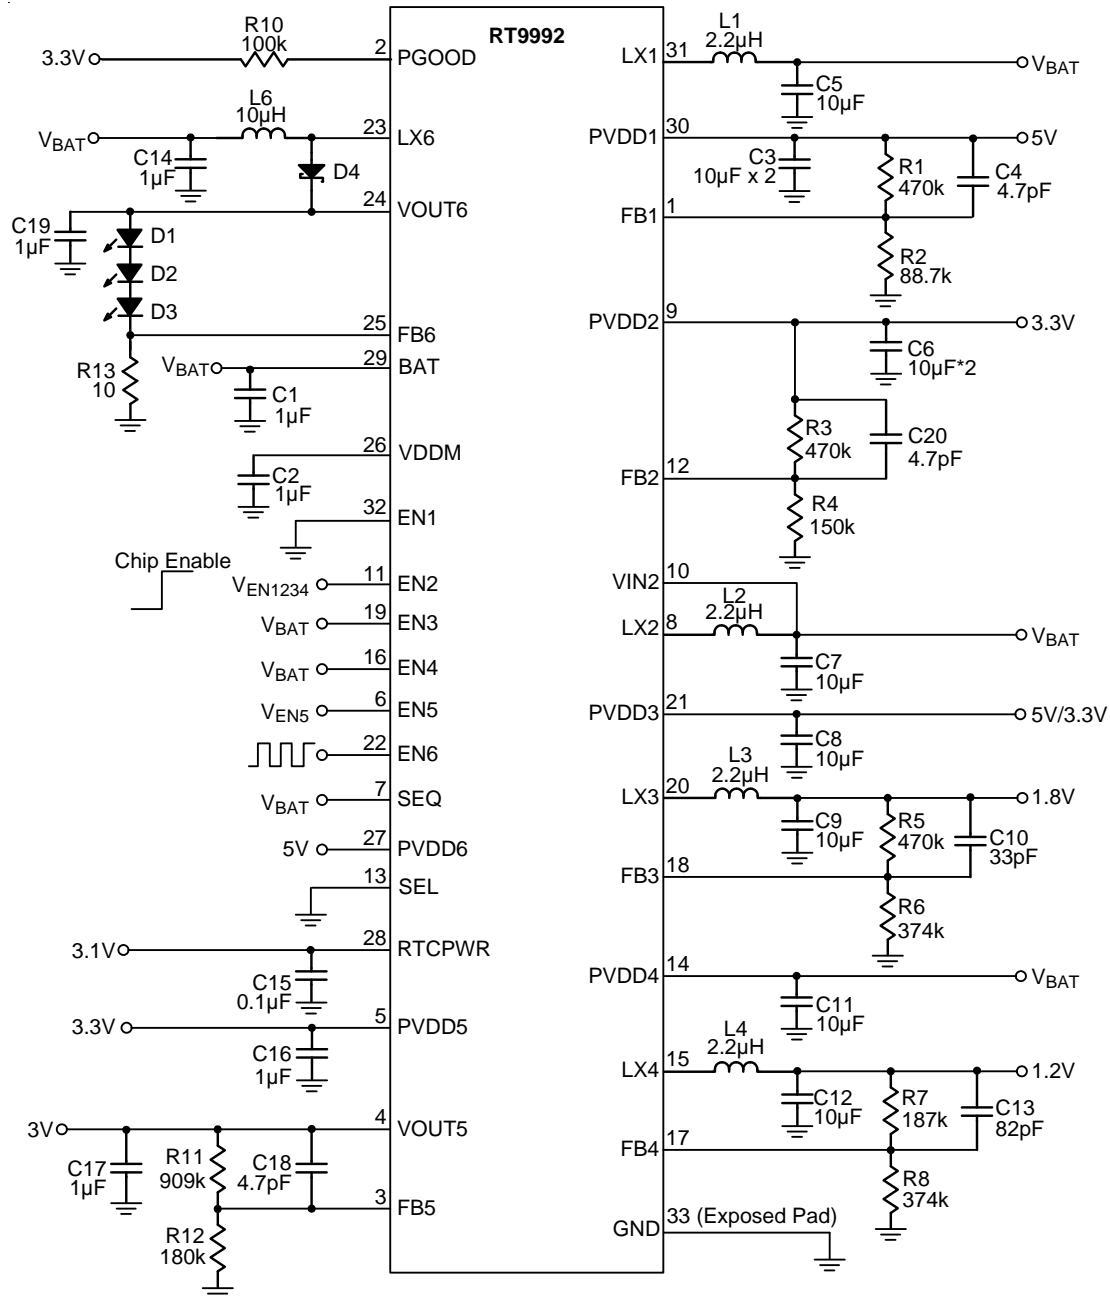 RT9992
R10
100k
3.3V
2
PGOOD
L6
10µH
VBAT
23
LX6
C14
1µF
D4
24
VOUT6
C19
1µF
D1
D2
D3
25
FB6
R13
10
VBAT
29
BAT
C1
1µF
26
VDDM
C2
1µF
32
EN1
Chip Enable
VEN1234
11
EN2
VBAT
19
EN3
VBAT
16
EN4
VEN5
6
EN5
22
EN6
VBAT
7
SEQ
5V
27
PVDD6
13
SEL
3.1V
28
RTCPWR
C15
0.1µF
3.3V
5
PVDD5
C16
1µF
3V
4
VOUT5
C17
1µF
R11
909k
C18
4.7pF
3
FB5
R12
180k
L1
2.2µH
LX1
31
VBAT
C5
10µF
PVDD1
30
5V
C3
10µF x 2
R1
470k
C4
4.7pF
FB1
1
R2
88.7k
PVDD2
9
3.3V
C6
10µF*2
R3
470k
C20
4.7pF
FB2
12
R4
150k
VIN2
10
L2
2.2µH
LX2
8
VBAT
C7
10µF
PVDD3
21
5V/3.3V
C8
10µF
L3
2.2µH
LX3
20
1.8V
C9
10µF
R5
470k
C10
33pF
FB3
18
R6
374k
PVDD4
14
VBAT
C11
10µF
L4
2.2µH
LX4
15
1.2V
C12
10µF
R7
187k
C13
82pF
FB4
17
R8
374k
GND
33 (Exposed Pad)